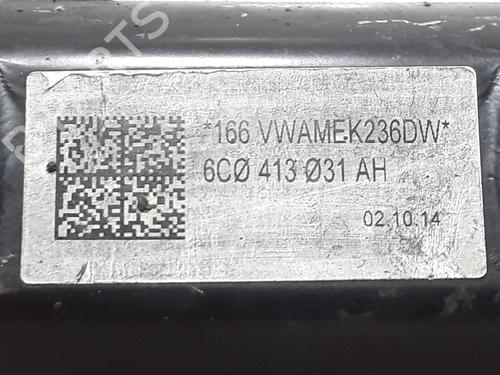 *166 VWAMEK236DW*
6CØ 413 Ø31 AH
02.10.14